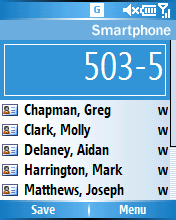 G
Smartphone
503-5
Chapman, Greg w
Clark, Molly w
Delaney, Aidan w
Harrington, Mark w
Matthews, Joseph w
Save Menu